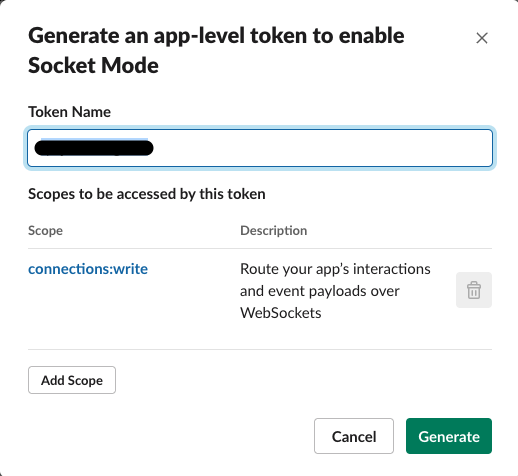 Generate an app-level token to enable
Socket Mode
Token Name
Scopes to be accessed by this token
Scope Description
connections:write Route your app's interactions
and event payloads over
WebSockets
Add Scope
Cancel Generate